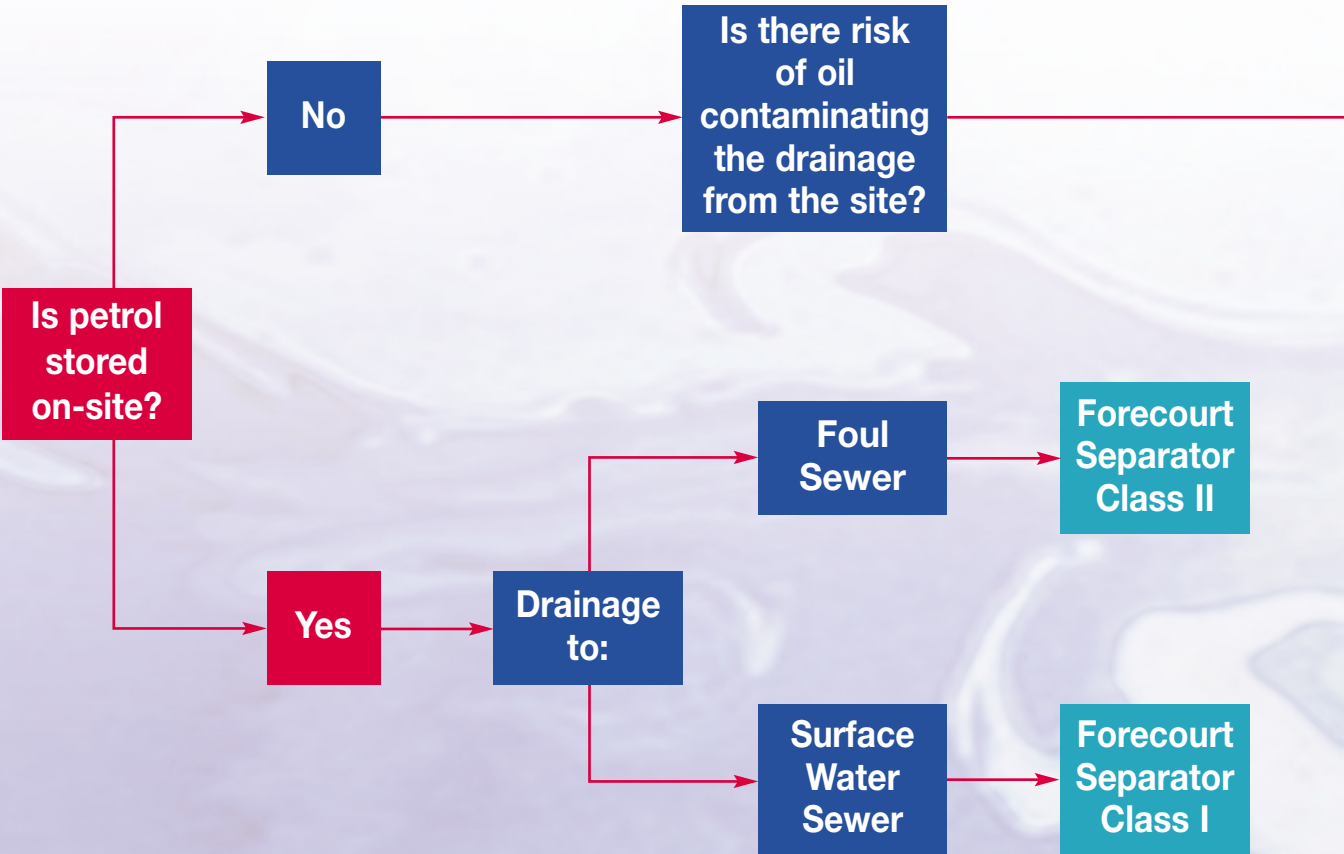 No
Is there risk
of oil
contaminating
the drainage
from the site?
Is petrol
stored
on-site?
Foul
Sewer
Forecourt
Separator
Class II
Yes
Drainage
to:
Surface
Water
Sewer
Forecourt
Separator
Class I